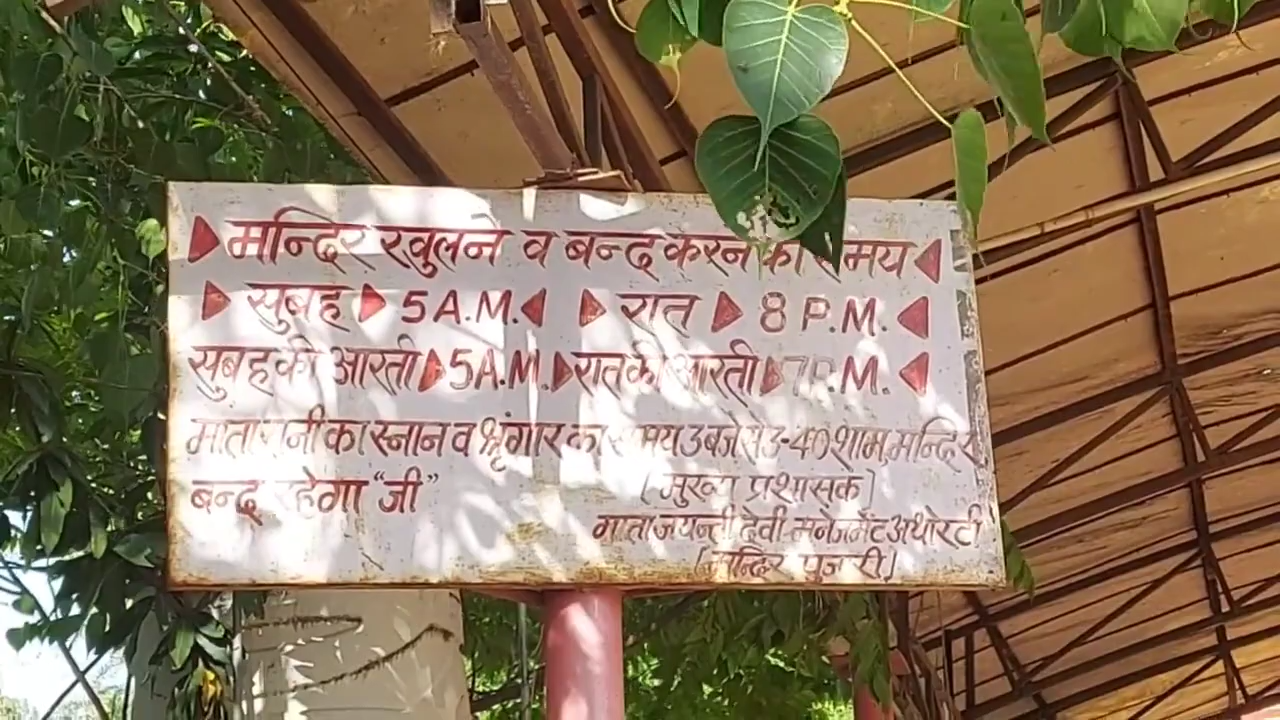 मन्दिर खुलने व बन्द करने का समय
सुबह 5 A.M. रात 8 P.M.
सुबह की आरती 5 A.M. रात की आरती 7 P.M.
माता रानी का स्नान व श्रृंगार का समय 3 बजे से 3-40 शाम, मन्दिर
बन्द रहेगा "जी"
[मुख्य प्रशासक]
माता जयन्ती देवी मनेजमेंट अथोरटी
[मन्दिर पुजारी]